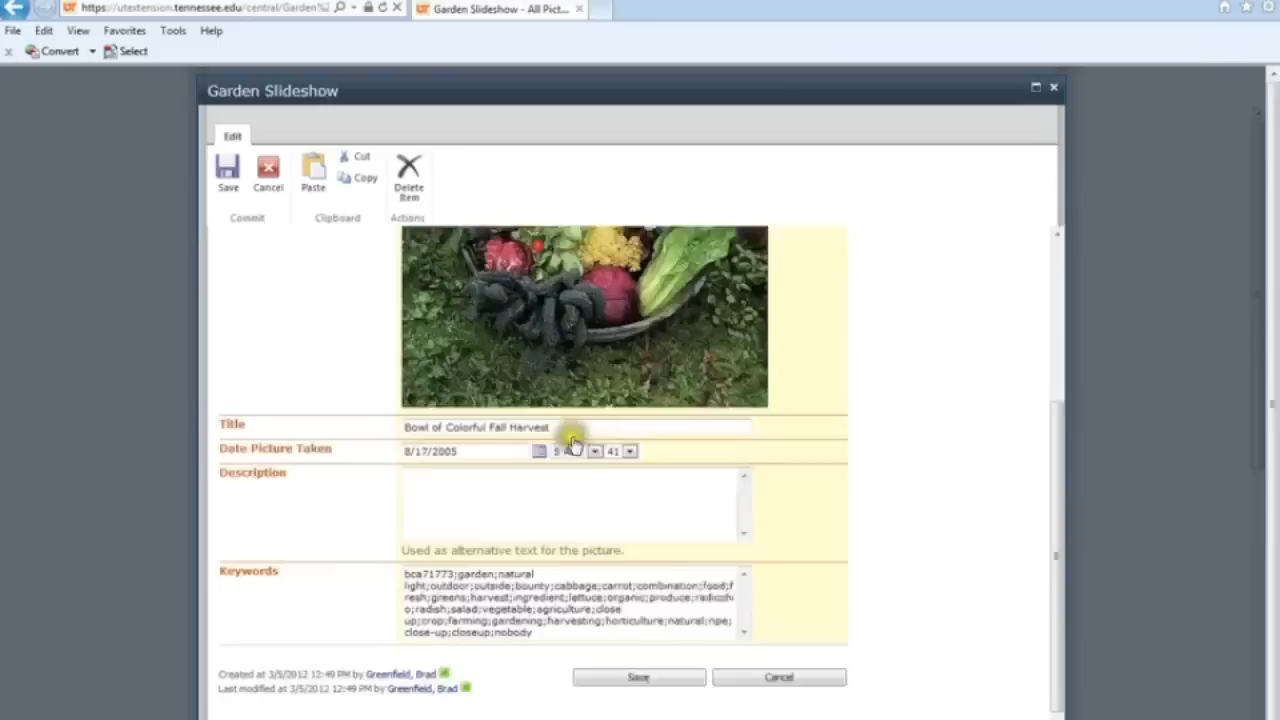 https://utextension.tennessee.edu/central/Garden%2
Garden Slideshow - All Pict...
File Edit View Favorites Tools Help
x Convert Select
Garden Slideshow
Edit
Save Cancel Paste Cut Copy Delete Item
Commit Clipboard Actions
Title Bowl of Colorful Fall Harvest
Date Picture Taken 8/17/2005 41
Description
Used as alternative text for the picture.
Keywords
bca71773;garden;natural
light;outdoor;outside;bounty;cabbage;carrot;combination;food;f
resh;greens;harvest;ingredient;lettuce;organic;produce;radicchi
o;radish;salad;vegetable;agriculture;close
up;crop;farming;gardening;harvesting;horticulture;natural;ripe;
close-up;closeup;nobody
Created at 3/5/2012 12:49 PM by Greenfield, Brad
Last modified at 3/5/2012 12:49 PM by Greenfield, Brad
Save Cancel